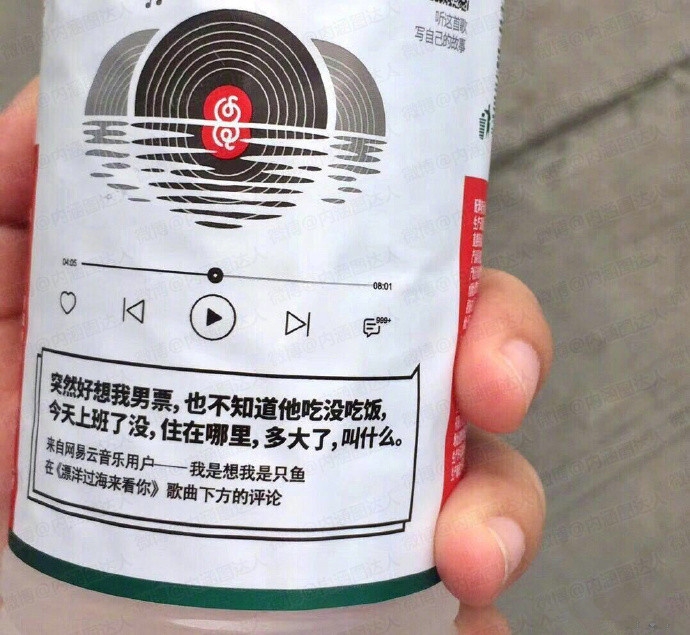 听这首歌
写自己的故事
04:05
08:01
999+
突然好想我男票，也不知道他吃没吃饭，
今天上班了没，住在哪里，多大了，叫什么。
来自网易云音乐用户——我是想我是只鱼
在《漂洋过海来看你》歌曲下方的评论